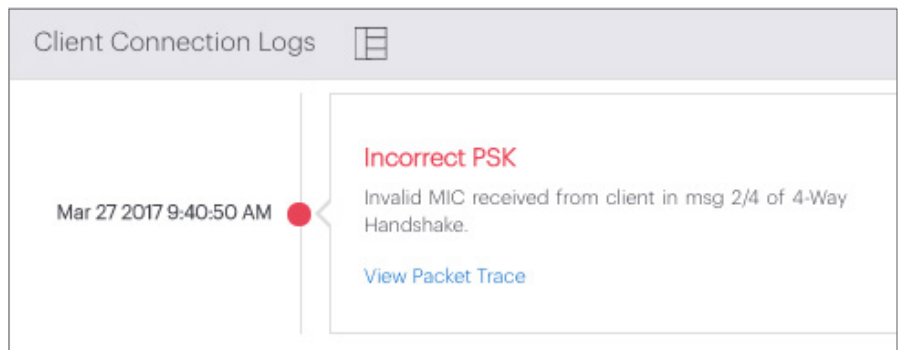 Client Connection Logs
Incorrect PSK
Mar 27 2017 9:40:50 AM
Invalid MIC received from client in msg 2/4 of 4-Way
Handshake.
View Packet Trace